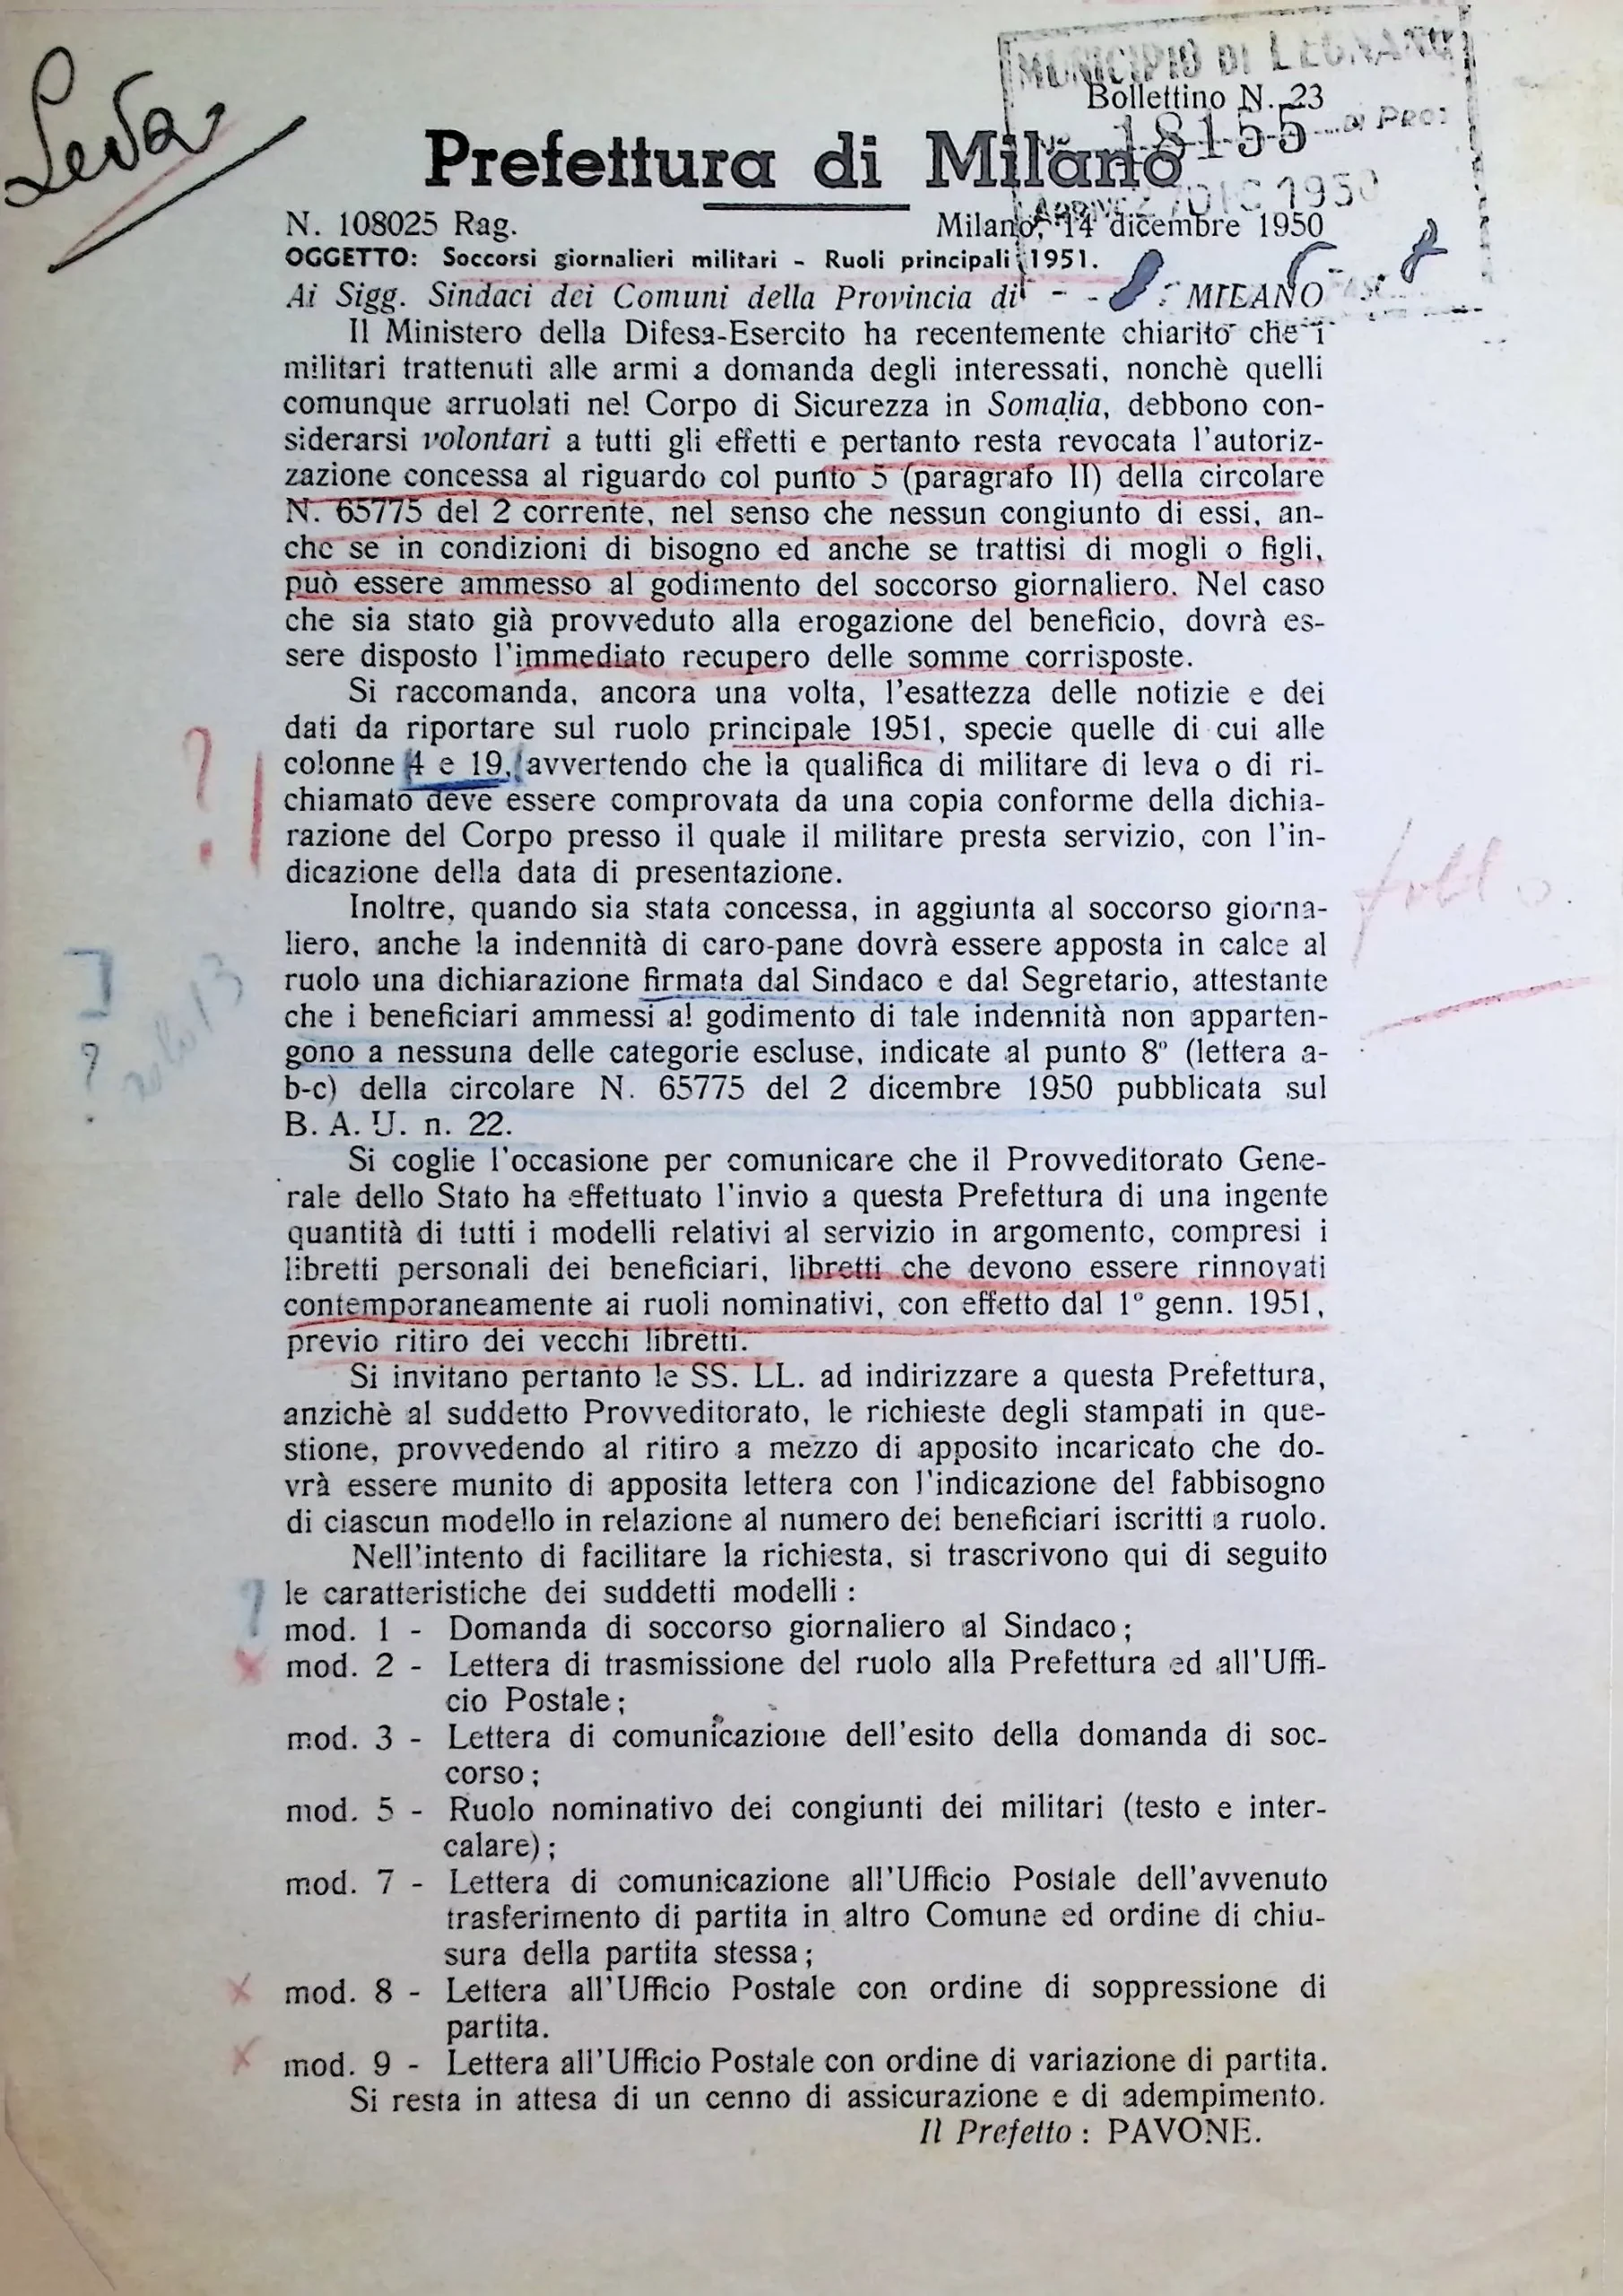 Leva
MUNICIPIO DI LEGNANO
Bollettino N. 23
18155 di PROT
Prefettura di Milano
DIC 1950
N. 108025 Rag. Milano, 14 dicembre 1950
OGGETTO: Soccorsi giornalieri militari - Ruoli principali 1951.
Ai Sigg. Sindaci dei Comuni della Provincia di - - MILANO
Il Ministero della Difesa-Esercito ha recentemente chiarito che i
militari trattenuti alle armi a domanda degli interessati, nonchè quelli
comunque arruolati nel Corpo di Sicurezza in Somalia, debbono con-
siderarsi volontari a tutti gli effetti e pertanto resta revocata l'autoriz-
zazione concessa al riguardo col punto 5 (paragrafo II) della circolare
N. 65775 del 2 corrente, nel senso che nessun congiunto di essi, an-
che se in condizioni di bisogno ed anche se trattisi di mogli o figli,
può essere ammesso al godimento del soccorso giornaliero. Nel caso
che sia stato già provveduto alla erogazione del beneficio, dovrà es-
sere disposto l'immediato recupero delle somme corrisposte.
Si raccomanda, ancora una volta, l'esattezza delle notizie e dei
dati da riportare sul ruolo principale 1951, specie quelle di cui alle
colonne 4 e 19, avvertendo che la qualifica di militare di leva o di ri-
chiamato deve essere comprovata da una copia conforme della dichia-
razione del Corpo presso il quale il militare presta servizio, con l'in-
dicazione della data di presentazione.
Inoltre, quando sia stata concessa, in aggiunta al soccorso giorna-
liero, anche la indennità di caro-pane dovrà essere apposta in calce al
ruolo una dichiarazione firmata dal Sindaco e dal Segretario, attestante
che i beneficiari ammessi al godimento di tale indennità non apparten-
gono a nessuna delle categorie escluse, indicate al punto 8º (lettera a-
b-c) della circolare N. 65775 del 2 dicembre 1950 pubblicata sul
B. A. U. n. 22.
Si coglie l'occasione per comunicare che il Provveditorato Gene-
rale dello Stato ha effettuato l'invio a questa Prefettura di una ingente
quantità di tutti i modelli relativi al servizio in argomento, compresi i
libretti personali dei beneficiari, libretti che devono essere rinnovati
contemporaneamente ai ruoli nominativi, con effetto dal 1º genn. 1951,
previo ritiro dei vecchi libretti.
Si invitano pertanto le SS. LL. ad indirizzare a questa Prefettura,
anzichè al suddetto Provveditorato, le richieste degli stampati in que-
stione, provvedendo al ritiro a mezzo di apposito incaricato che do-
vrà essere munito di apposita lettera con l'indicazione del fabbisogno
di ciascun modello in relazione al numero dei beneficiari iscritti a ruolo.
Nell'intento di facilitare la richiesta, si trascrivono qui di seguito
le caratteristiche dei suddetti modelli :
mod. 1 - Domanda di soccorso giornaliero al Sindaco ;
mod. 2 - Lettera di trasmissione del ruolo alla Prefettura ed all'Uffi-
cio Postale ;
mod. 3 - Lettera di comunicazione dell'esito della domanda di soc-
corso ;
mod. 5 - Ruolo nominativo dei congiunti dei militari (testo e inter-
calare) ;
mod. 7 - Lettera di comunicazione all'Ufficio Postale dell'avvenuto
trasferimento di partita in altro Comune ed ordine di chiu-
sura della partita stessa ;
mod. 8 - Lettera all'Ufficio Postale con ordine di soppressione di
partita.
mod. 9 - Lettera all'Ufficio Postale con ordine di variazione di partita.
Si resta in attesa di un cenno di assicurazione e di adempimento.
Il Prefetto : PAVONE.